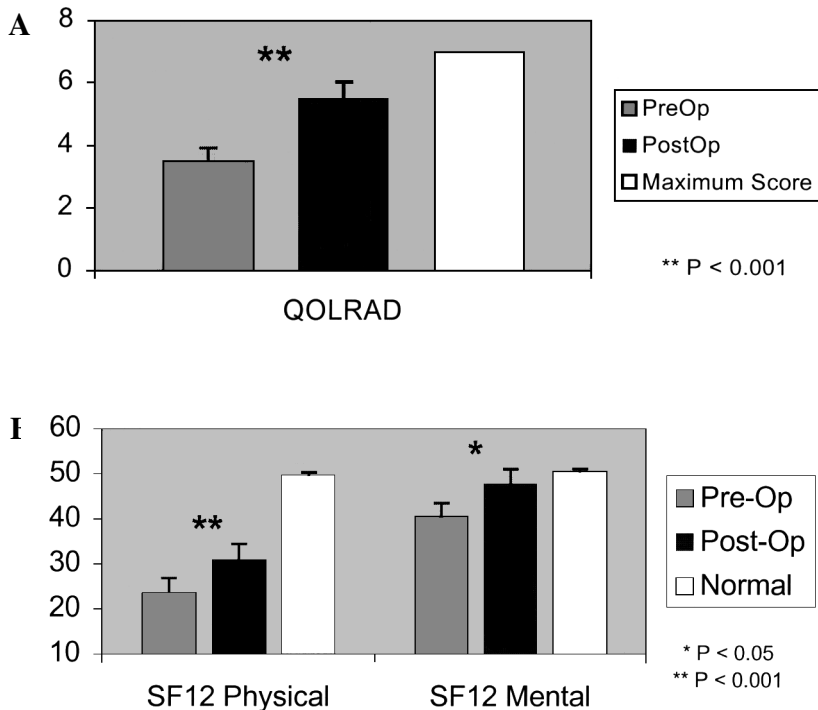 A
8
6
4
2
0
**
QOLRAD
PreOp
PostOp
Maximum Score
** P < 0.001
60
50
40
30
20
10
**
*
SF12 Physical SF12 Mental
Pre-Op
Post-Op
Normal
* P < 0.05
** P < 0.001